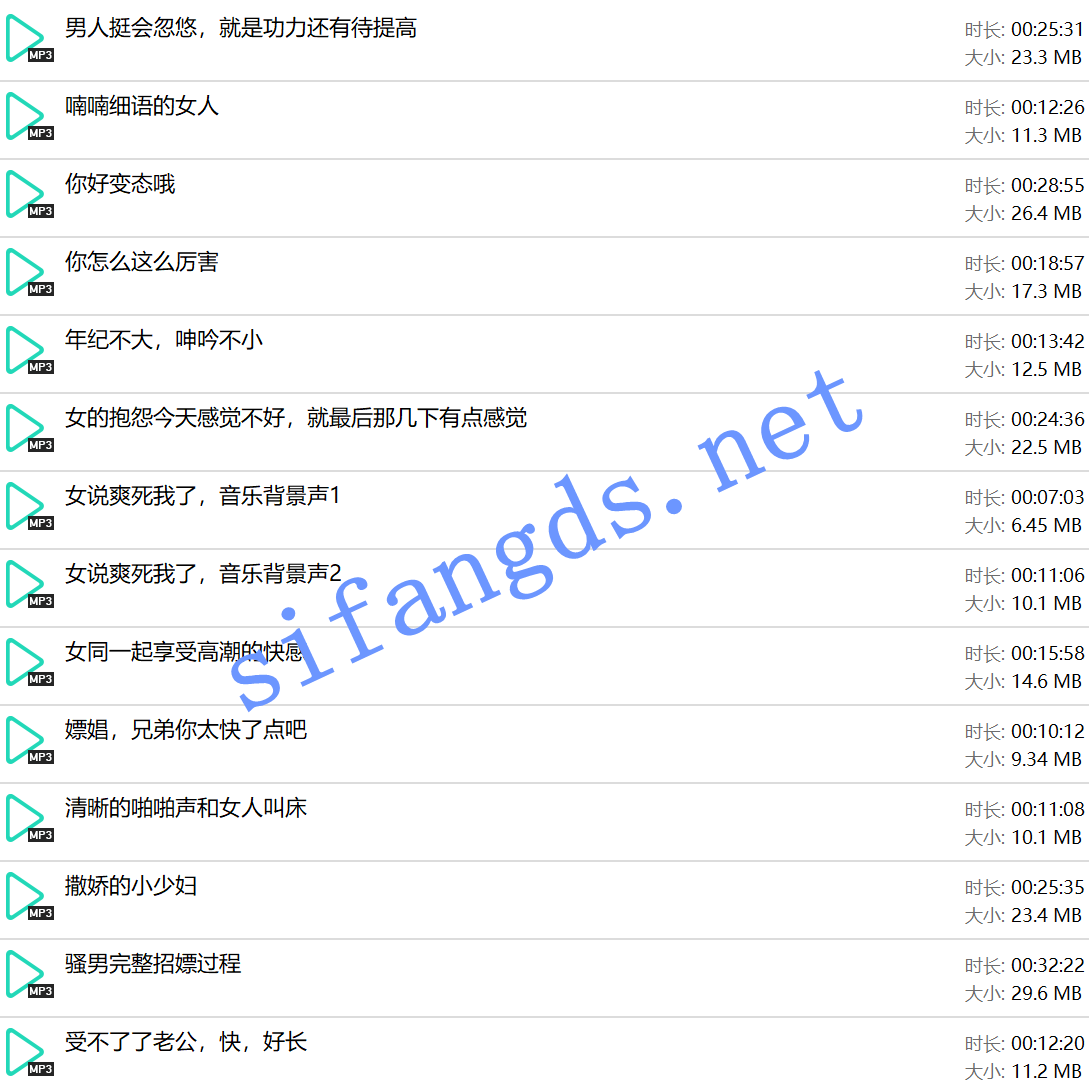 男人挺会忽悠，就是功力还有待提高
时长: 00:25:31
大小: 23.3 MB
MP3
喃喃细语的女人
时长: 00:12:26
大小: 11.3 MB
MP3
你好变态哦
时长: 00:28:55
大小: 26.4 MB
MP3
你怎么这么厉害
时长: 00:18:57
大小: 17.3 MB
MP3
年纪不大，呻吟不小
时长: 00:13:42
大小: 12.5 MB
MP3
女的抱怨今天感觉不好，就最后那几下有点感觉
时长: 00:24:36
大小: 22.5 MB
MP3
女说爽死我了，音乐背景声1
时长: 00:07:03
大小: 6.45 MB
MP3
女说爽死我了，音乐背景声2
时长: 00:11:06
大小: 10.1 MB
MP3
女同一起享受高潮的快感
时长: 00:15:58
大小: 14.6 MB
MP3
嫖娼，兄弟你太快了点吧
时长: 00:10:12
大小: 9.34 MB
MP3
清晰的啪啪声和女人叫床
时长: 00:11:08
大小: 10.1 MB
MP3
撒娇的小少妇
时长: 00:25:35
大小: 23.4 MB
MP3
骚男完整招嫖过程
时长: 00:32:22
大小: 29.6 MB
MP3
受不了了老公，快，好长
时长: 00:12:20
大小: 11.2 MB
MP3
sifangds.net